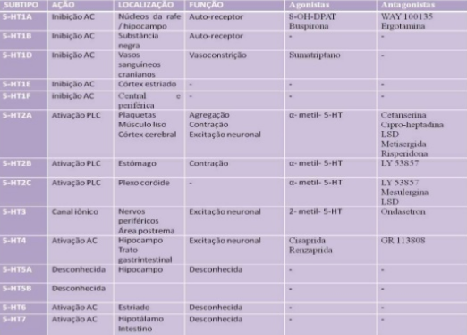 SUBTIPO AÇÃO LOCALIZAÇÃO FUNÇÃO Agonistas Antagonistas
5-HT1A Inibição AC Núcleos da rafe Auto-receptor 8-OH-DPAT WAY 100135
/hipocampo Buspirona Ergotimina
5-HT1B Inibição AC Substância Auto-receptor - -
negra
5-HT1D Inibição AC Vasos Vasoconstrição Sumatriptano -
sanguíneos
cranianos
5-HT1E Inibição AC Córtex estriado - - -
5-HT1F Inibição AC Central e - - -
periférica
5-HT2A Ativação PLC Plaquetas Agregação α- metil- 5-HT Cetanserina
Músculo liso Contração Cipro-heptadina
Córtex cerebral Excitação neuronal LSD
Metisergida
Risperidona
5-HT2B Ativação PLC Estômago Contração α- metil- 5-HT LY 53857
5-HT2C Ativação PLC Plexo coróide - α- metil- 5-HT LY 53857
Mesulergina
LSD
5-HT3 Canal iônico Nervos Excitação neuronal 2- metil- 5-HT Ondasetron
periféricos
Área postrema
5-HT4 Ativação AC Hipocampo Excitação neuronal Cisaprida GR 113808
Trato Renzaprida
gastrintestinal
5-HT5A Desconhecida Hipocampo Desconhecida - -
5-HT5B Desconhecida Desconhecida - -
5-HT6 Ativação AC Estriado Desconhecida - -
5-HT7 Ativação AC Hipotálamo Desconhecida - -
Intestino